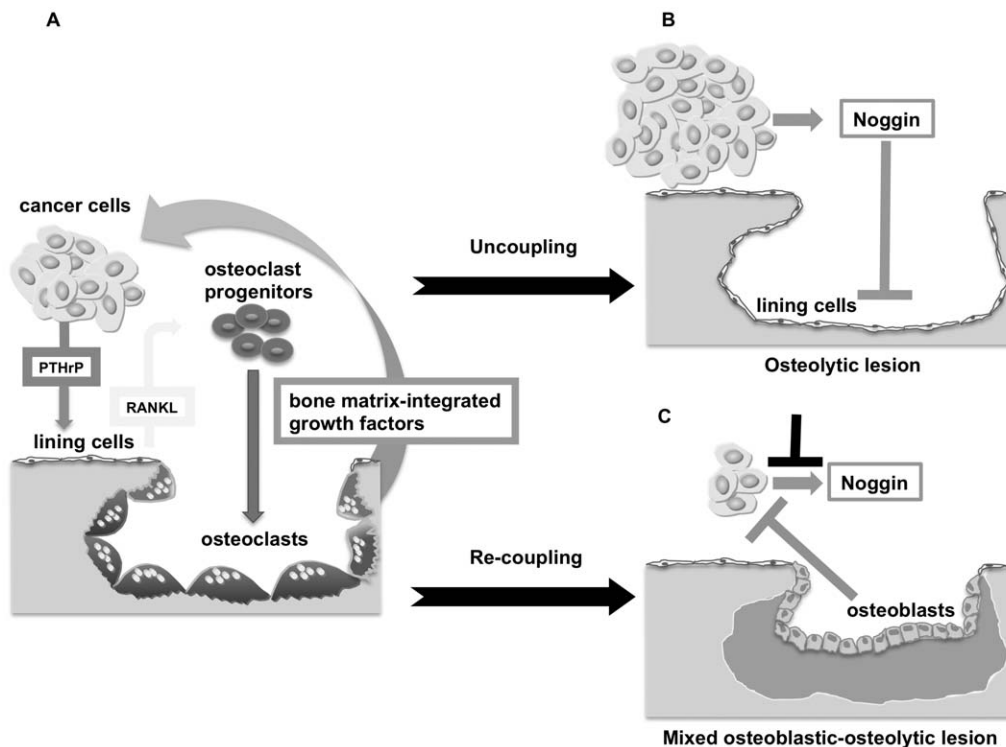 A
cancer cells
osteoclast
progenitors
PTHrP
RANKL
bone matrix-integrated
growth factors
lining cells
osteoclasts
Uncoupling
Re-coupling
B
Noggin
lining cells
Osteolytic lesion
C
Noggin
osteoblasts
Mixed osteoblastic-osteolytic lesion